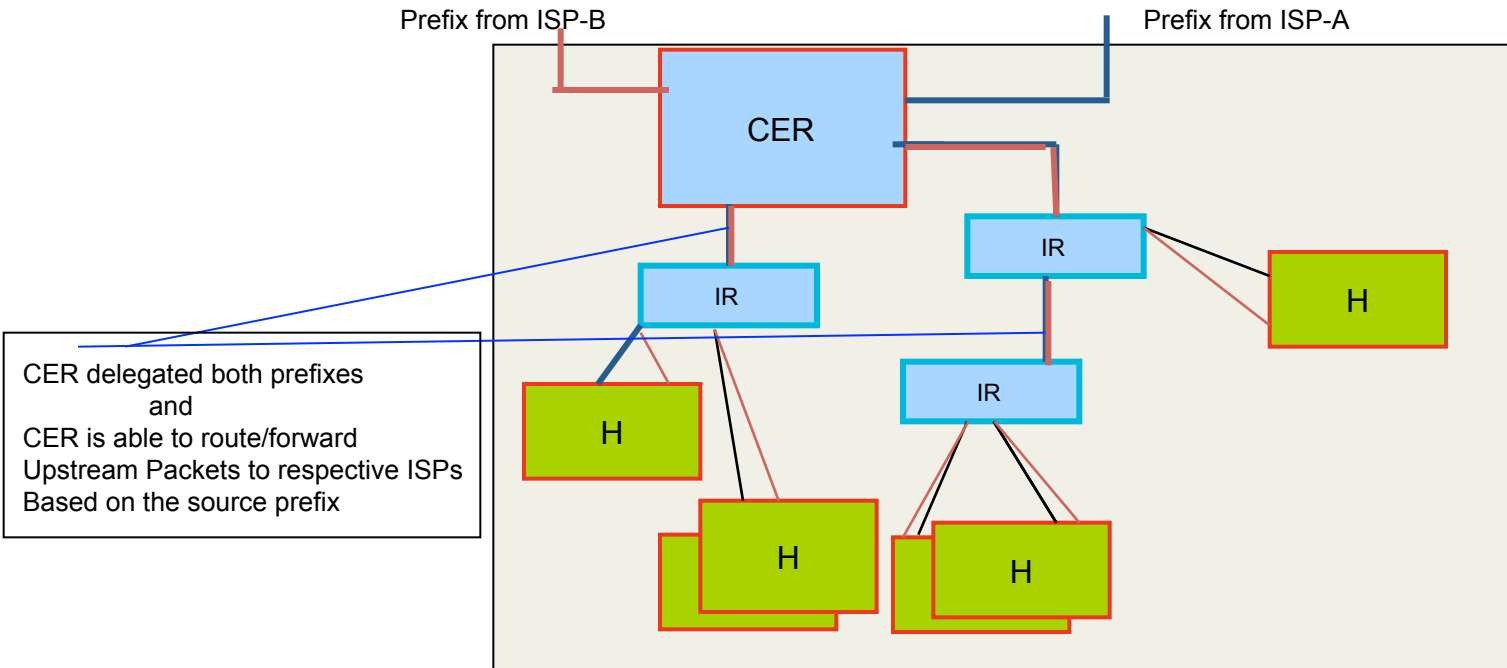 Prefix from ISP-B
Prefix from ISP-A
CER
IR
IR
H
CER delegated both prefixes
and
CER is able to route/forward
Upstream Packets to respective ISPs
Based on the source prefix
IR
H
H
H